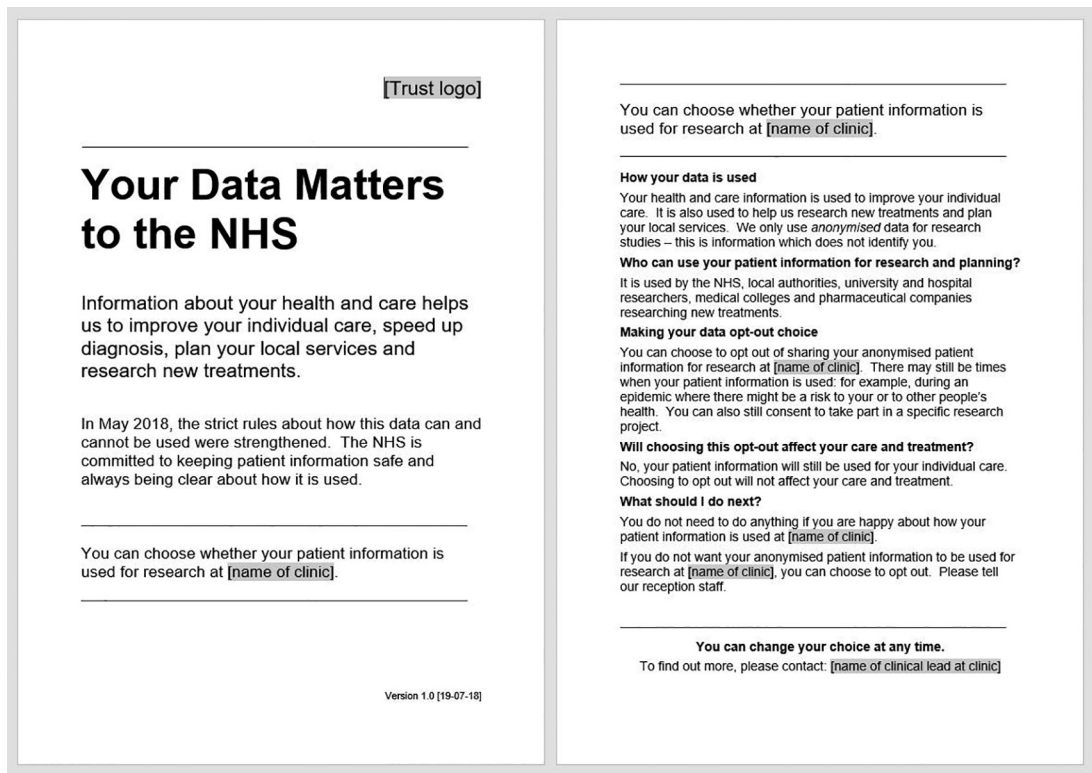 [Trust logo]
Your Data Matters
to the NHS
Information about your health and care helps
us to improve your individual care, speed up
diagnosis, plan your local services and
research new treatments.
In May 2018, the strict rules about how this data can and
cannot be used were strengthened.  The NHS is
committed to keeping patient information safe and
always being clear about how it is used.
You can choose whether your patient information is
used for research at [name of clinic].
Version 1.0 [19-07-18]
You can choose whether your patient information is
used for research at [name of clinic].
How your data is used
Your health and care information is used to improve your individual
care.  It is also used to help us research new treatments and plan
your local services.  We only use anonymised data for research
studies – this is information which does not identify you.
Who can use your patient information for research and planning?
It is used by the NHS, local authorities, university and hospital
researchers, medical colleges and pharmaceutical companies
researching new treatments.
Making your data opt-out choice
You can choose to opt out of sharing your anonymised patient
information for research at [name of clinic].  There may still be times
when your patient information is used: for example, during an
epidemic where there might be a risk to your or to other people's
health.  You can also still consent to take part in a specific research
project.
Will choosing this opt-out affect your care and treatment?
No, your patient information will still be used for your individual care.
Choosing to opt out will not affect your care and treatment.
What should I do next?
You do not need to do anything if you are happy about how your
patient information is used at [name of clinic].
If you do not want your anonymised patient information to be used for
research at [name of clinic], you can choose to opt out.  Please tell
our reception staff.
You can change your choice at any time.
To find out more, please contact: [name of clinical lead at clinic]